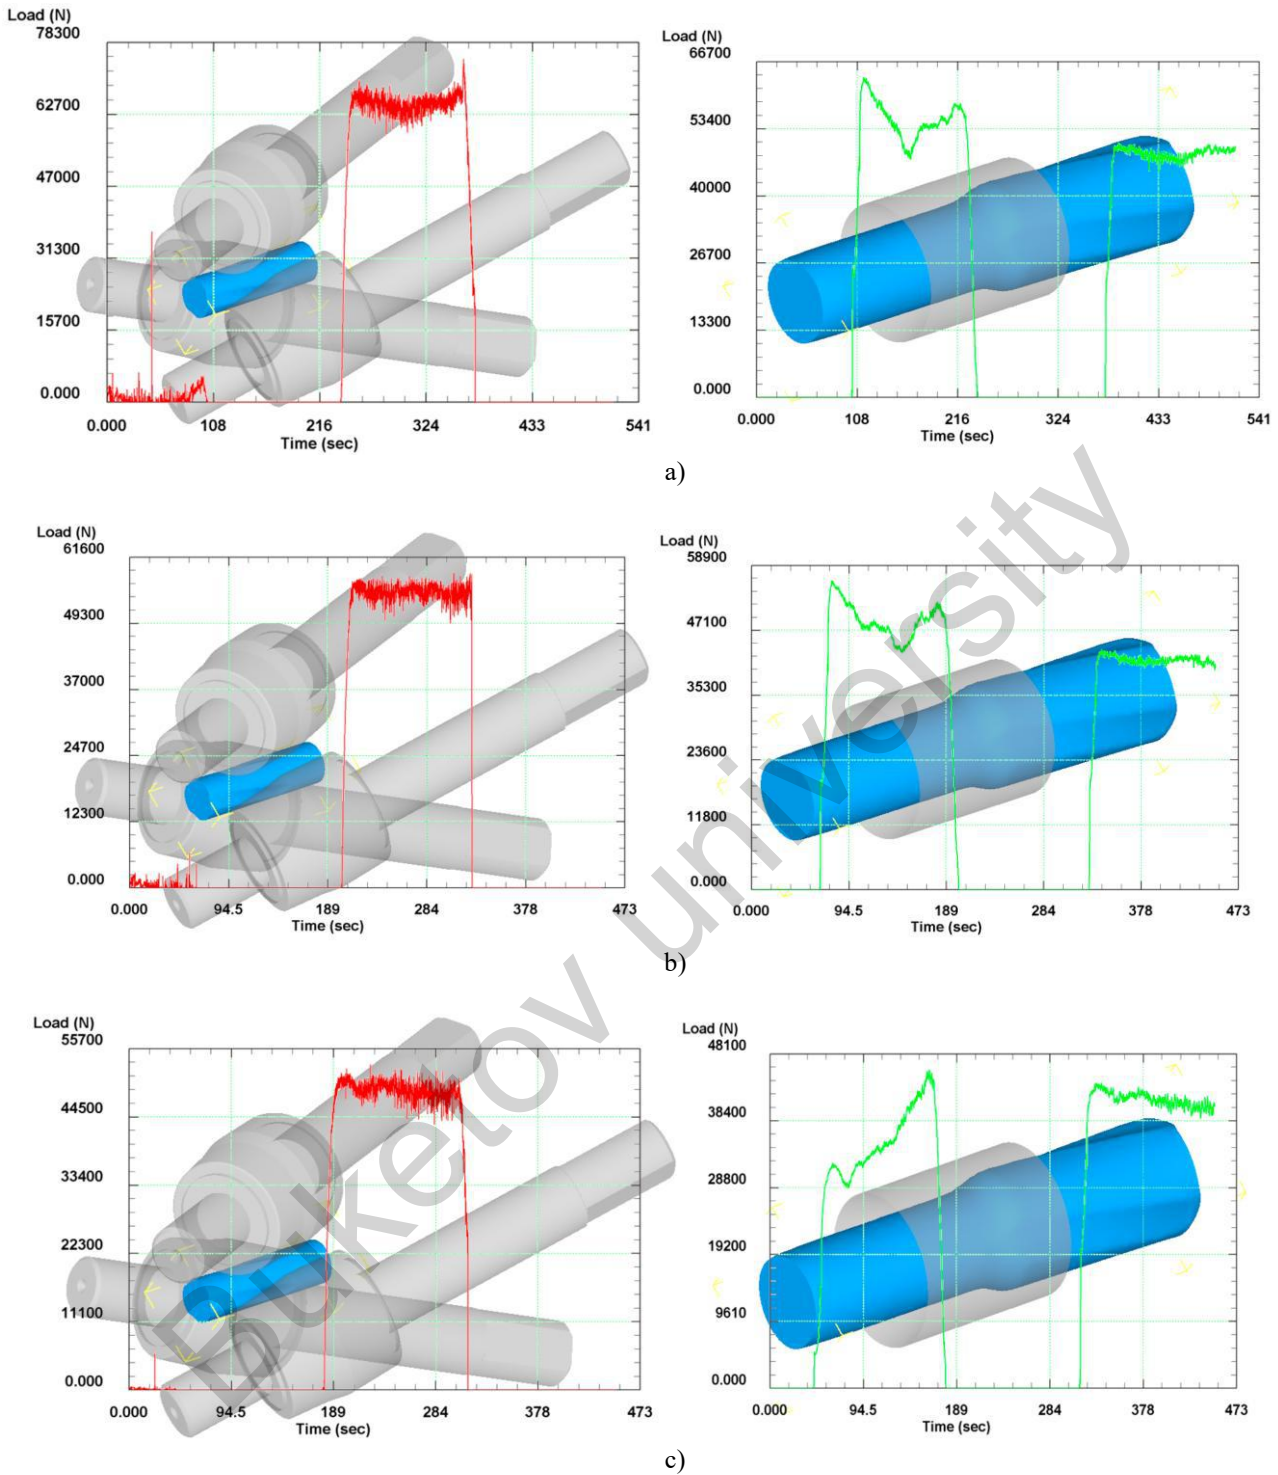 Load (N)
78300
62700
47000
31300
15700
0.000
0.000 108 216 324 433 541
Time (sec)
Load (N)
66700
53400
40000
26700
13300
0.000
0.000 108 216 324 433 541
Time (sec)
a)
Load (N)
61600
49300
37000
24700
12300
0.000
0.000 94.5 189 284 378 473
Time (sec)
Load (N)
58900
47100
35300
23600
11800
0.000
0.000 94.5 189 284 378 473
Time (sec)
b)
Load (N)
55700
44500
33400
22300
11100
0.000
0.000 94.5 189 284 378 473
Time (sec)
Load (N)
48100
38400
28800
19200
9610
0.000
0.000 94.5 189 284 378 473
Time (sec)
c)
Buketov university